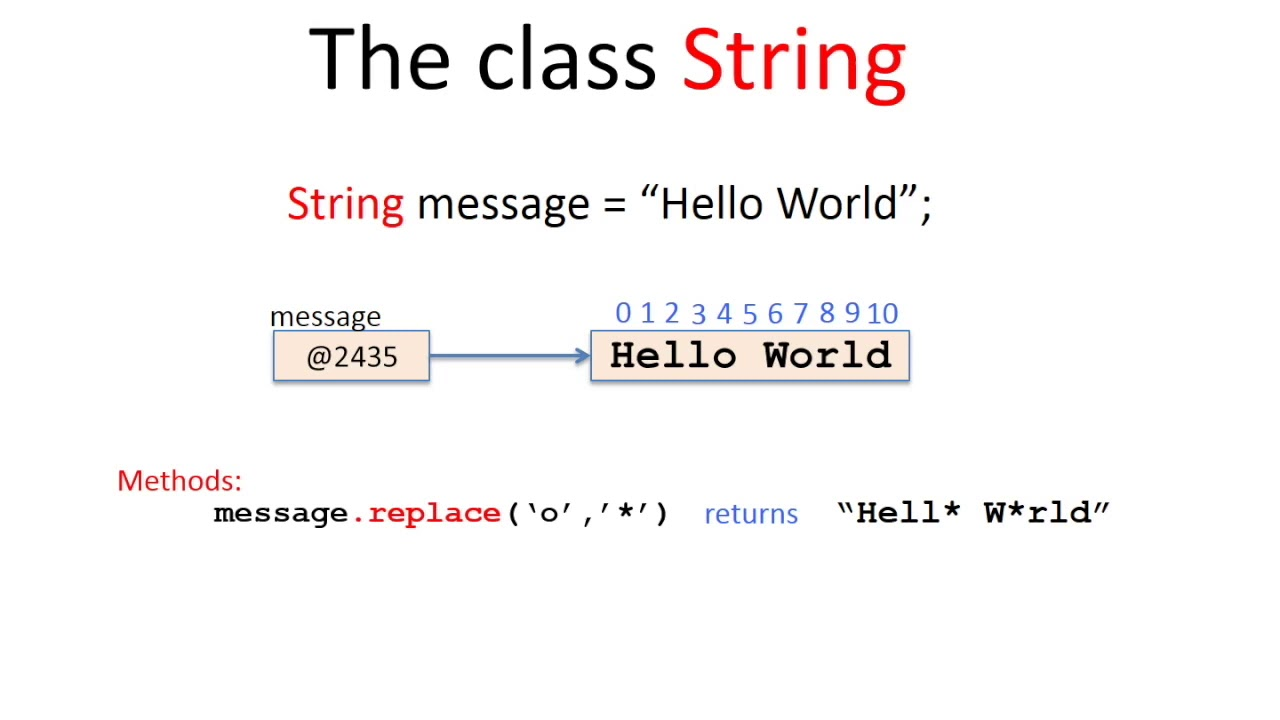 The class String
String message = “Hello World”;
message
0 1 2 3 4 5 6 7 8 9 10
@2435
Hello World
Methods:
message.replace(‘o’,’*’) returns “Hell* W*rld”